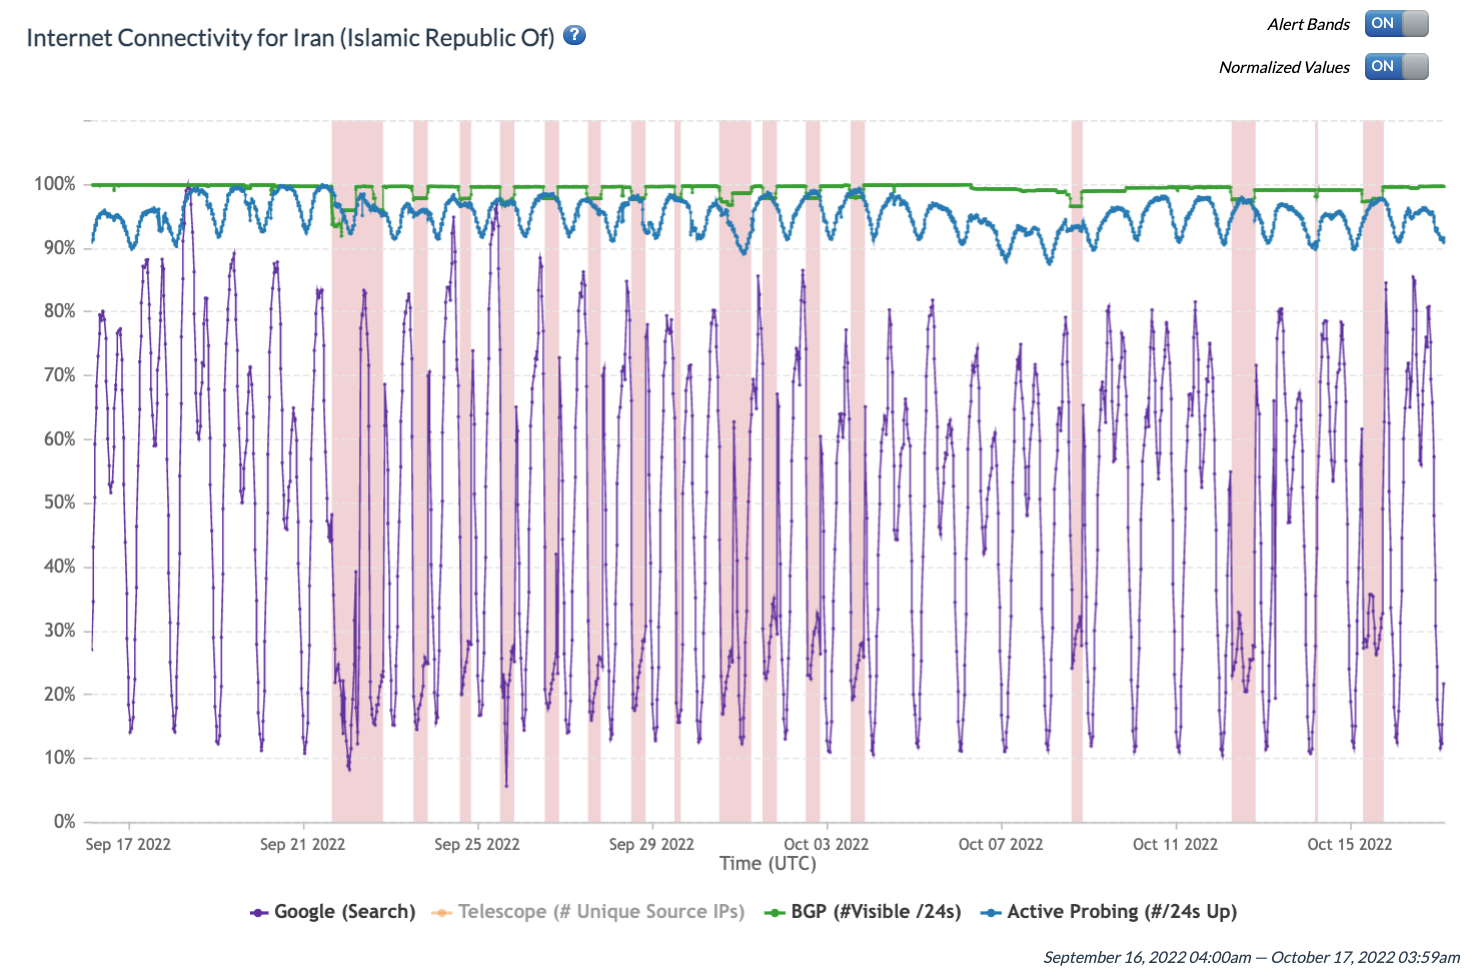 Internet Connectivity for Iran (Islamic Republic Of) ?
Alert Bands ON
Normalized Values ON
100%
90%
80%
70%
60%
50%
40%
30%
20%
10%
0%
Sep 17 2022 Sep 21 2022 Sep 25 2022 Sep 29 2022 Oct 03 2022 Oct 07 2022 Oct 11 2022 Oct 15 2022
Time (UTC)
Google (Search) Telescope (# Unique Source IPs) BGP (#Visible /24s) Active Probing (#/24s Up)
September 16, 2022 04:00am — October 17, 2022 03:59am